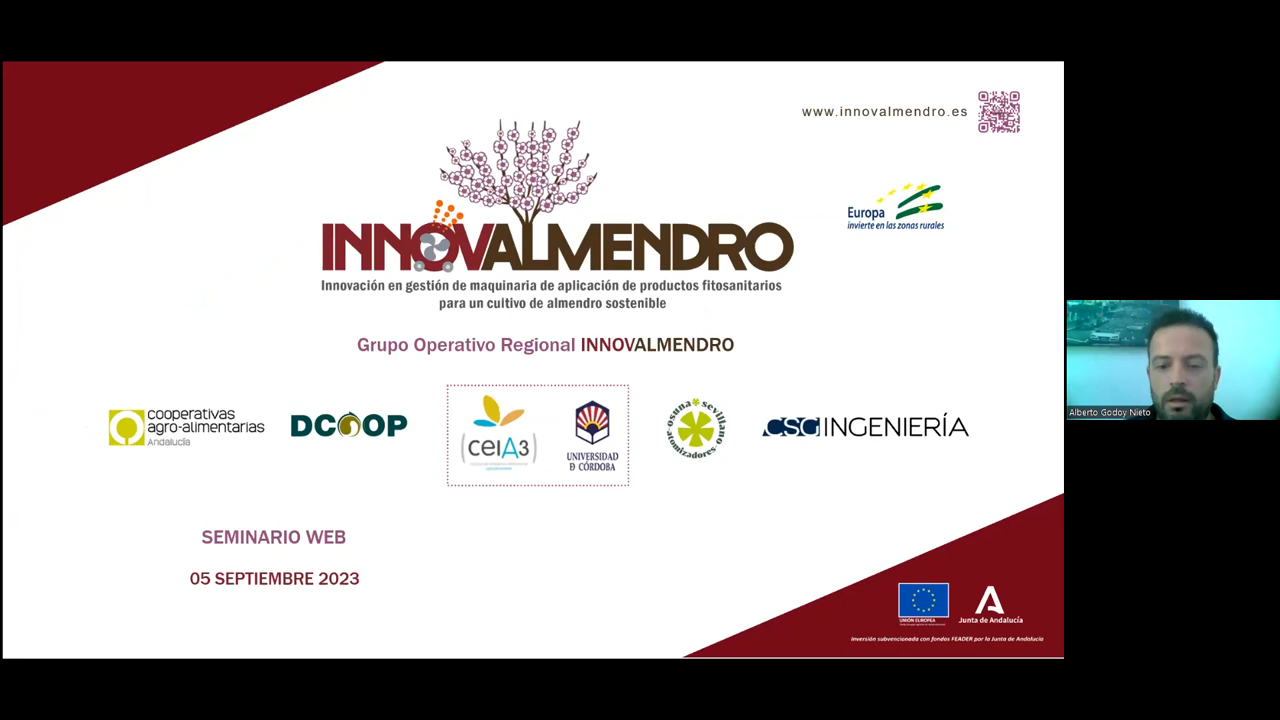 www.innovalmendro.es
Europa
invierte en las zonas rurales
INNOVALMENDRO
Innovación en gestión de maquinaria de aplicación de productos fitosanitarios
para un cultivo de almendro sostenible
Grupo Operativo Regional INNOVALMENDRO
cooperativas
agro-alimentarias
Andalucía
DCOOP
ceiA3
UNIVERSIDAD
Ð CÓRDOBA
osuna-sevillano
atomizadores
CSG INGENIERÍA
Alberto Godoy Nieto
SEMINARIO WEB
05 SEPTIEMBRE 2023
UNIÓN EUROPEA
Junta de Andalucía
Inversión subvencionada con fondos FEADER por la Junta de Andalucía